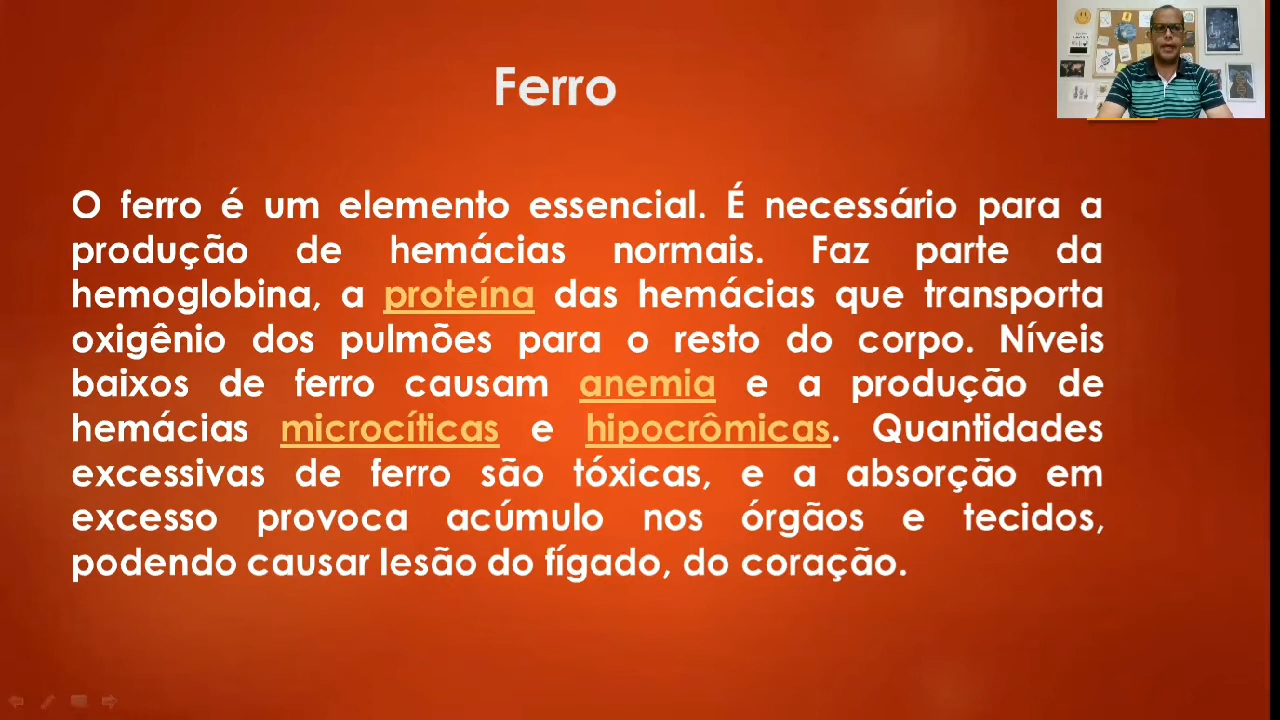 Ferro
O ferro é um elemento essencial. É necessário para a
produção de hemácias normais. Faz parte da
hemoglobina, a proteína das hemácias que transporta
oxigênio dos pulmões para o resto do corpo. Níveis
baixos de ferro causam anemia e a produção de
hemácias microcíticas e hipocrômicas. Quantidades
excessivas de ferro são tóxicas, e a absorção em
excesso provoca acúmulo nos órgãos e tecidos,
podendo causar lesão do fígado, do coração.